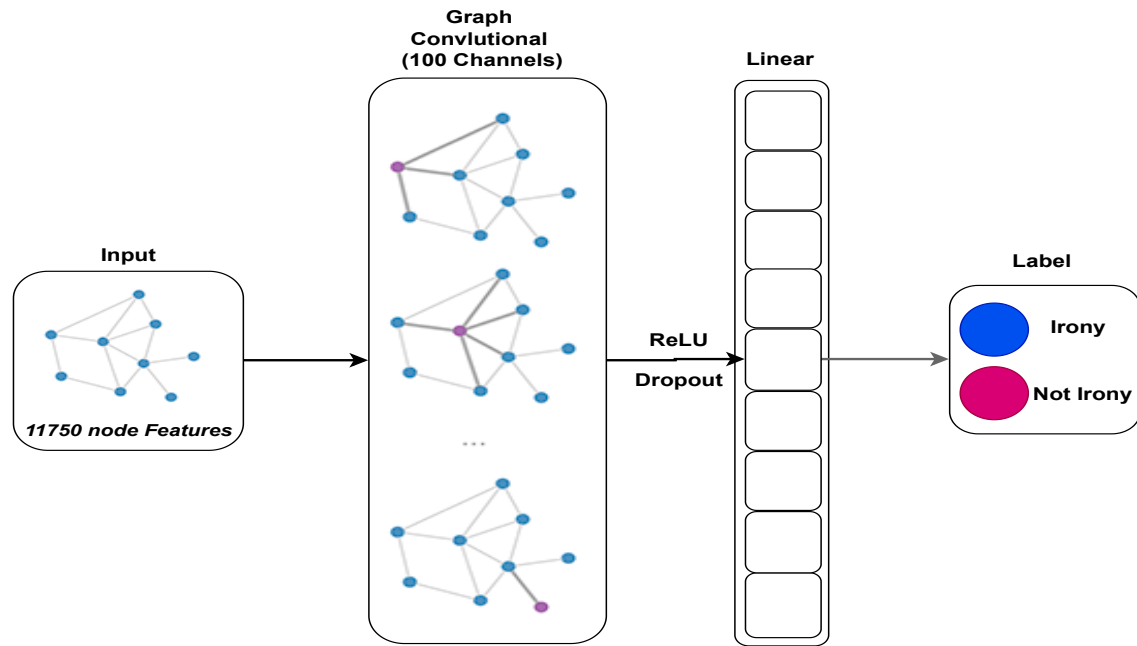 Graph
Convlutional
(100 Channels)
Linear
Input
11750 node Features
...
ReLU
Dropout
Label
Irony
Not Irony